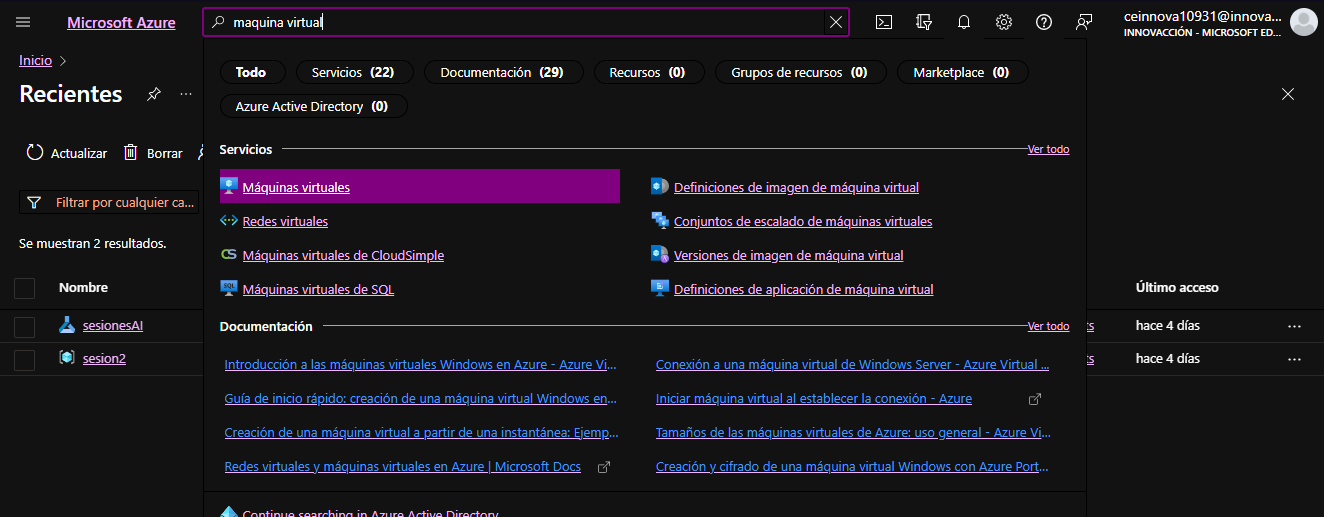 Microsoft Azure
maquina virtual
ceinnova10931@innova...
INNOVACCIÓN - MICROSOFT ED...
Inicio
Recientes
Todo
Servicios (22)
Documentación (29)
Recursos (0)
Grupos de recursos (0)
Marketplace (0)
Azure Active Directory (0)
Actualizar
Borrar
Servicios
Ver todo
Máquinas virtuales
Definiciones de imagen de máquina virtual
Filtrar por cualquier ca...
Redes virtuales
Conjuntos de escalado de máquinas virtuales
Se muestran 2 resultados.
Máquinas virtuales de CloudSimple
Versiones de imagen de máquina virtual
Nombre
Máquinas virtuales de SQL
Definiciones de aplicación de máquina virtual
Último acceso
Documentación
Ver todo
sesionesAI
hace 4 días
sesion2
hace 4 días
Introducción a las máquinas virtuales Windows en Azure - Azure Vi...
Conexión a una máquina virtual de Windows Server - Azure Virtual ...
Guía de inicio rápido: creación de una máquina virtual Windows en...
Iniciar máquina virtual al establecer la conexión - Azure
Creación de una máquina virtual a partir de una instantánea: Ejemp...
Tamaños de las máquinas virtuales de Azure: uso general - Azure Vi...
Redes virtuales y máquinas virtuales en Azure | Microsoft Docs
Creación y cifrado de una máquina virtual Windows con Azure Port...
Continue searching in Azure Active Directory